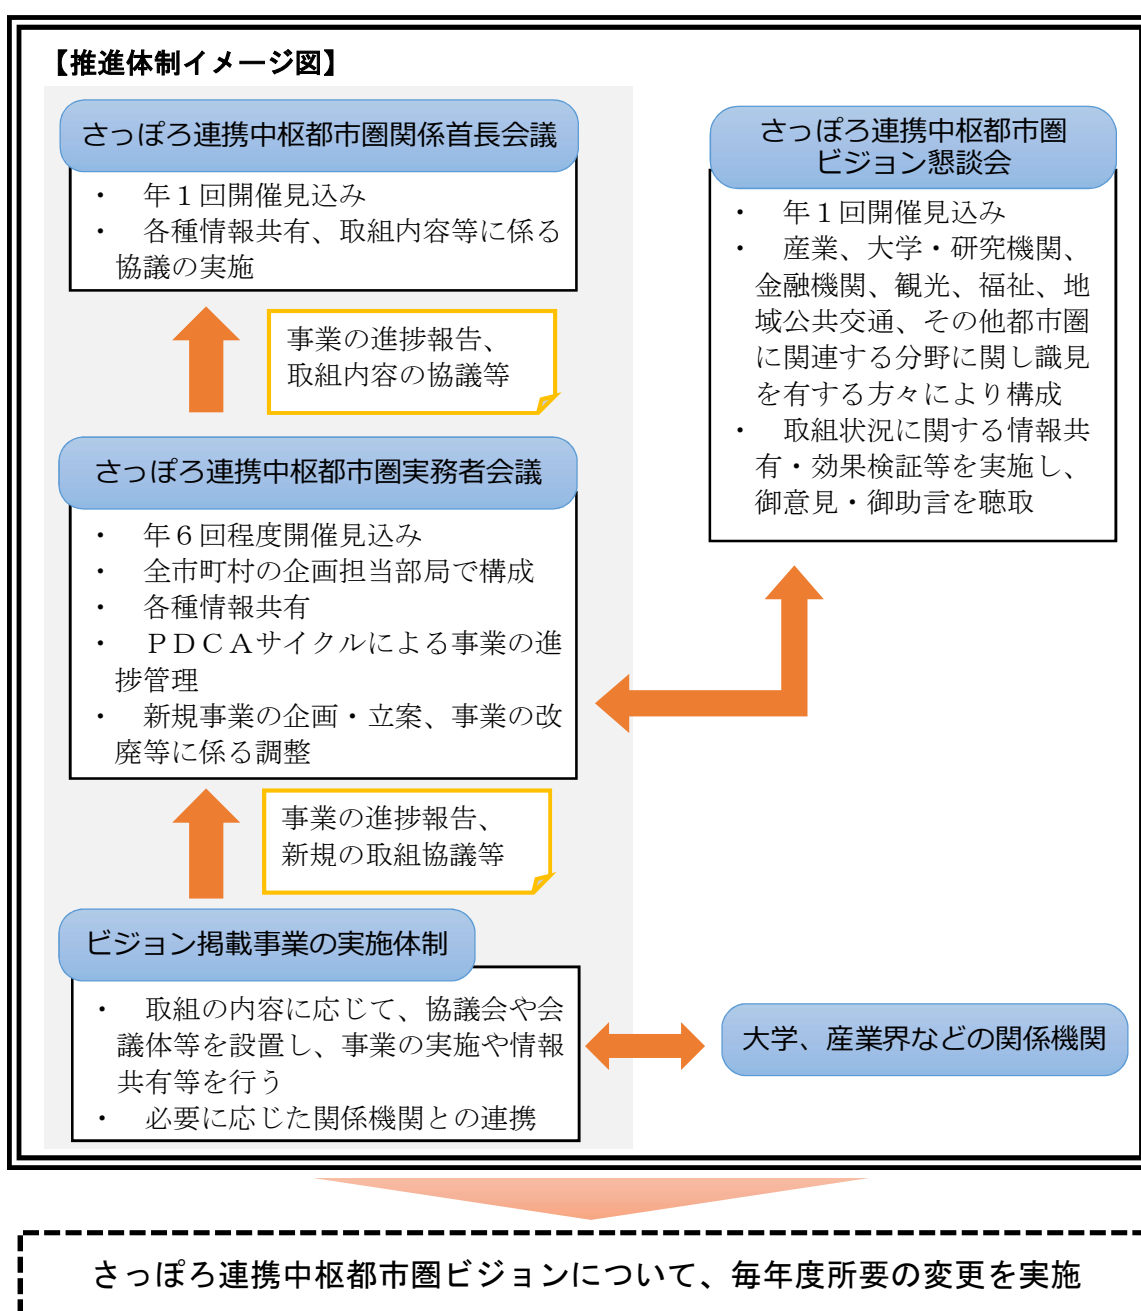 【推進体制イメージ図】
さっぽろ連携中枢都市圏関係首長会議
・　年１回開催見込み
・　各種情報共有、取組内容等に係る
協議の実施
事業の進捗報告、
取組内容の協議等
さっぽろ連携中枢都市圏実務者会議
・　年６回程度開催見込み
・　全市町村の企画担当部局で構成
・　各種情報共有
・　ＰＤＣＡサイクルによる事業の進
捗管理
・　新規事業の企画・立案、事業の改
廃等に係る調整
事業の進捗報告、
新規の取組協議等
ビジョン掲載事業の実施体制
・　取組の内容に応じて、協議会や会
議体等を設置し、事業の実施や情報
共有等を行う
・　必要に応じた関係機関との連携
さっぽろ連携中枢都市圏
ビジョン懇談会
・　年１回開催見込み
・　産業、大学・研究機関、
金融機関、観光、福祉、地
域公共交通、その他都市圏
に関連する分野に関し識見
を有する方々により構成
・　取組状況に関する情報共
有・効果検証等を実施し、
御意見・御助言を聴取
大学、産業界などの関係機関
さっぽろ連携中枢都市圏ビジョンについて、毎年度所要の変更を実施